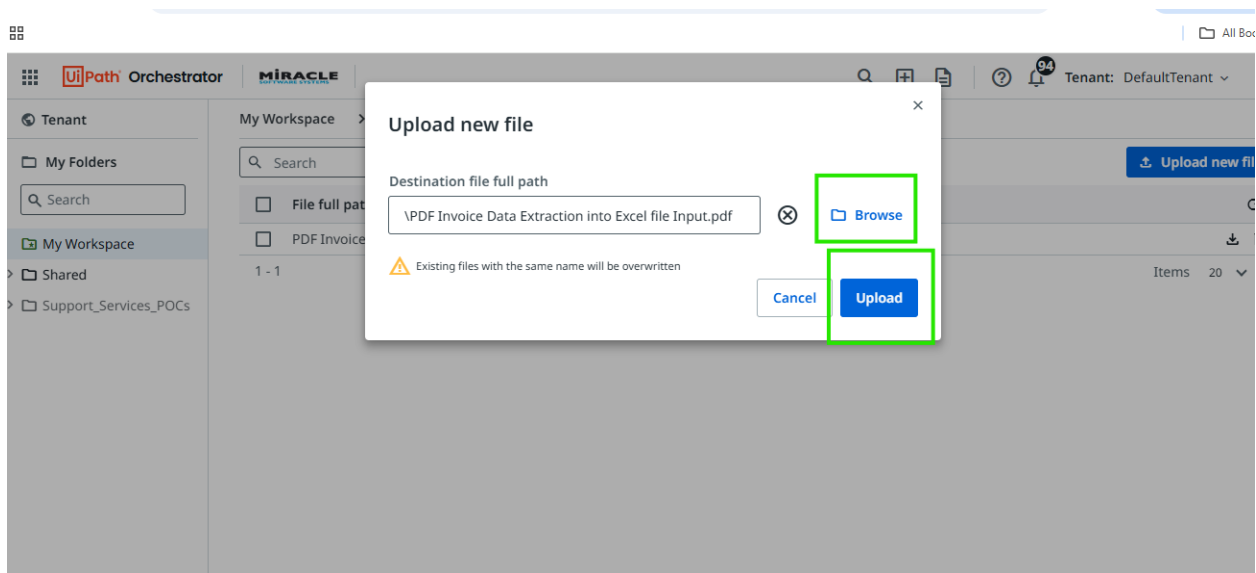 All Boo
UiPath Orchestrator
MIRACLE
SOFTWARE SYSTEMS
94
Tenant: DefaultTenant
Tenant
My Workspace
Upload new file
My Folders
Search
Upload new fil
Destination file full path
Search
File full pat
\PDF Invoice Data Extraction into Excel file Input.pdf
Browse
My Workspace
PDF Invoice
Shared
1 - 1
Existing files with the same name will be overwritten
Items 20
Support_Services_POCs
Cancel
Upload